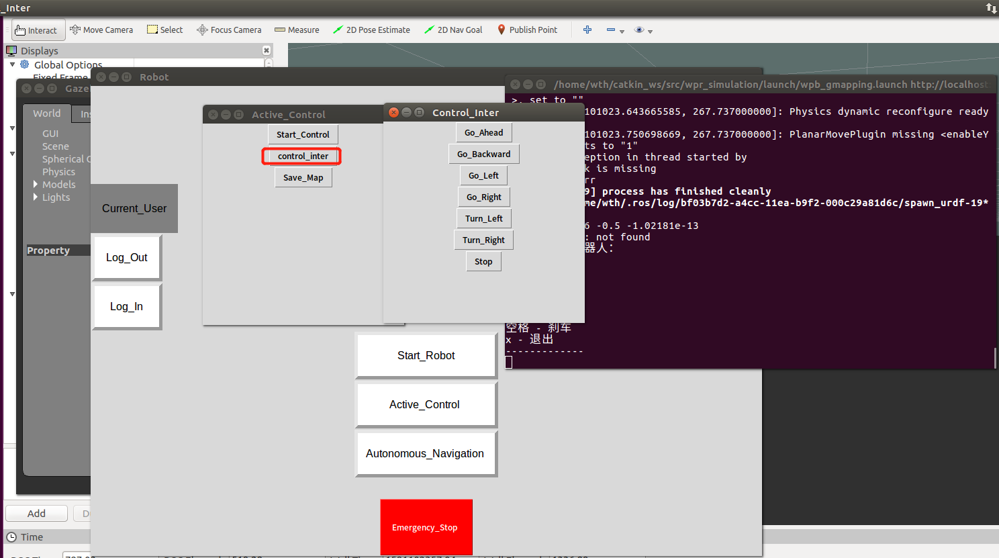 _Inter
Interact
Move Camera
Select
Focus Camera
Measure
2D Pose Estimate
2D Nav Goal
Publish Point
Displays
Global Options
Fixed Frame
Robot
Gaze
World
Ins
GUI
Scene
Spherical C
Physics
Models
Lights
Property
Current_User
Log_Out
Log_In
Active_Control
Start_Control
control_inter
Save_Map
Control_Inter
Go_Ahead
Go_Backward
Go_Left
Go_Right
Turn_Left
Turn_Right
Stop
/home/wth/catkin_ws/src/wpr_simulation/launch/wpb_gmapping.launch http://localhost
>. set to ""
101023.643665585, 267.737000000]: Physics dynamic reconfigure ready
101023.750698669, 267.737000000]: PlanarMovePlugin missing <enableY
ts to "1"
eption in thread started by
k is missing
rr
9] process has finished cleanly
me/wth/.ros/log/bf03b7d2-a4cc-11ea-b9f2-000c29a81d6c/spawn_urdf-19*
6 -0.5 -1.02181e-13
: not found
器人：
空格 - 刹车
x - 退出
-------------
Start_Robot
Active_Control
Autonomous_Navigation
Emergency_Stop
Add
Time